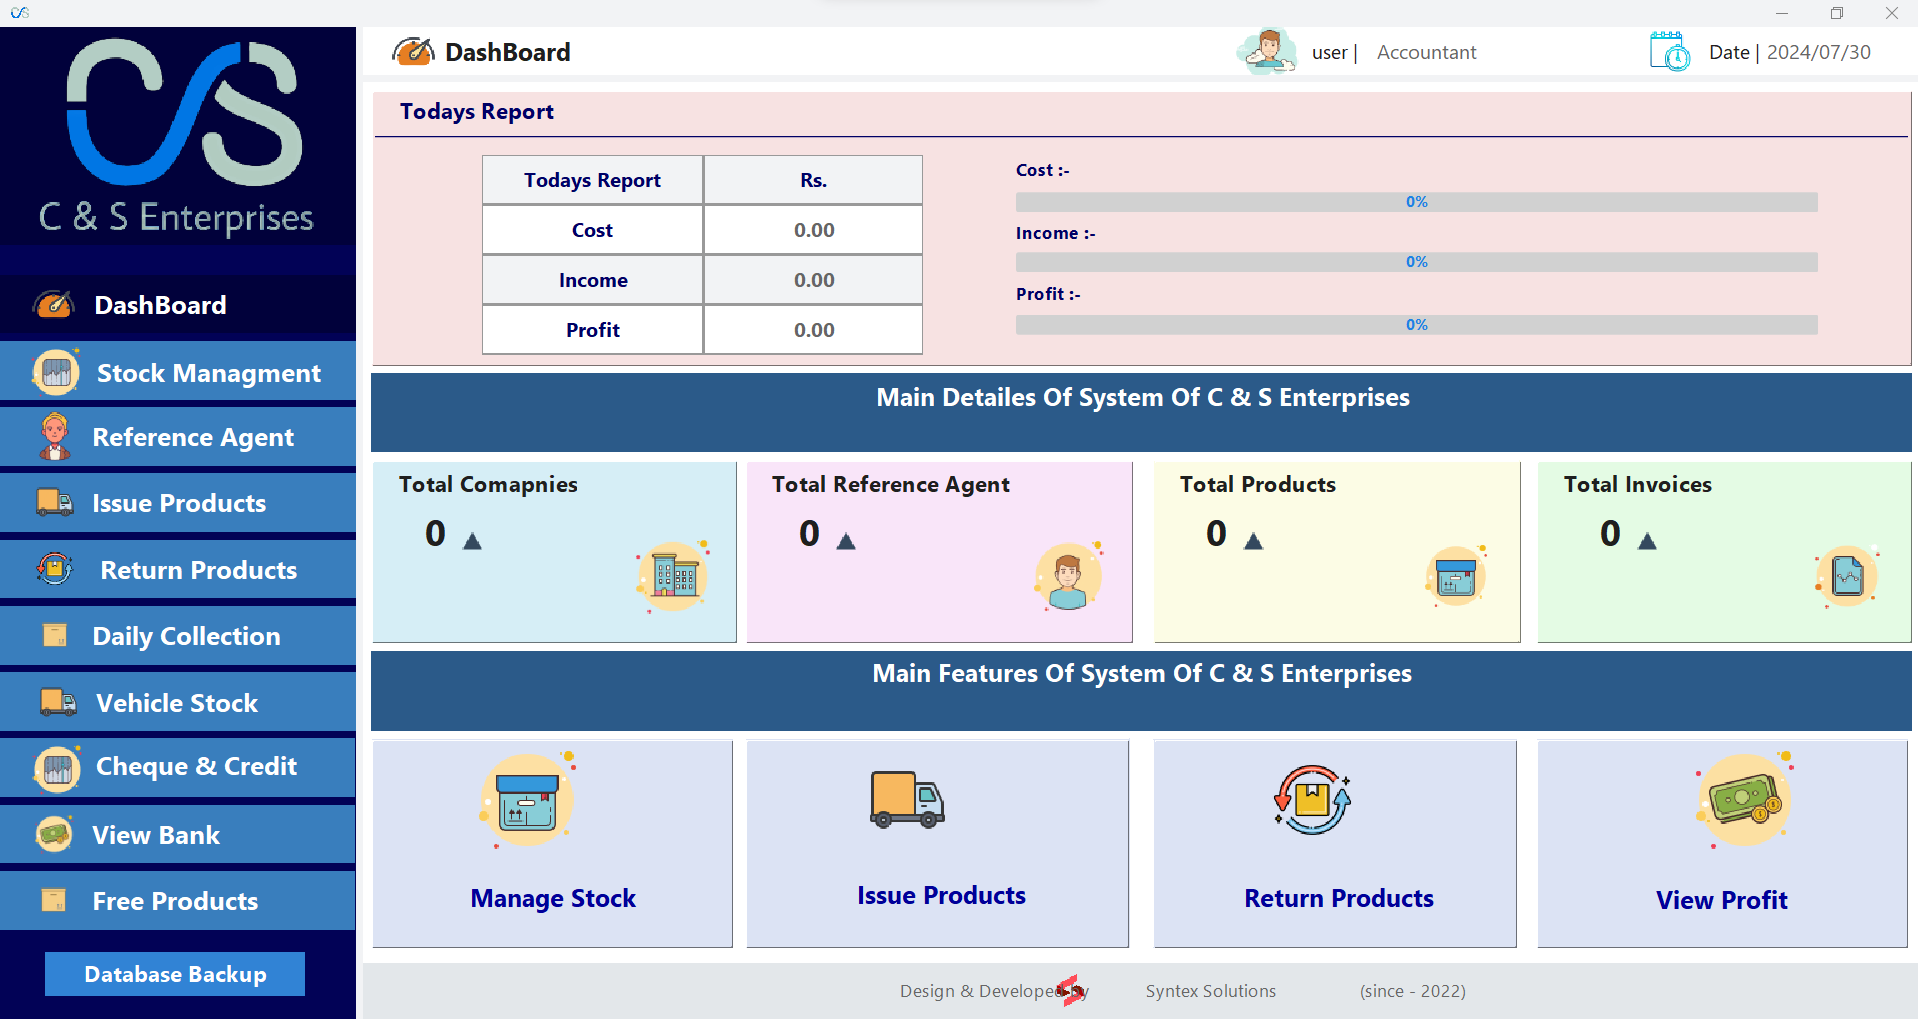 C & S Enterprises
DashBoard
Stock Managment
Reference Agent
Issue Products
Return Products
Daily Collection
Vehicle Stock
Cheque & Credit
View Bank
Free Products
Database Backup
DashBoard
user | Accountant
Date | 2024/07/30
Todays Report
Todays Report Rs.
Cost 0.00
Income 0.00
Profit 0.00
Cost :-
0%
Income :-
0%
Profit :-
0%
Main Detailes Of System Of C & S Enterprises
Total Comapnies
0
Total Reference Agent
0
Total Products
0
Total Invoices
0
Main Features Of System Of C & S Enterprises
Manage Stock
Issue Products
Return Products
View Profit
Design & Developed by Syntex Solutions (since - 2022)